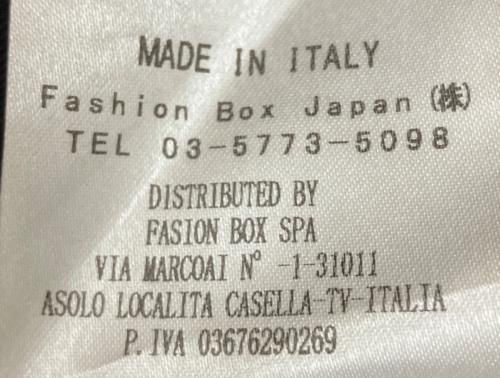 MADE IN ITALY
Fashion Box Japan (株)
TEL 03-5773-5098
DISTRIBUTED BY
FASION BOX SPA
VIA MARCOAI N° -1-31011
ASOLO LOCALITA CASELLA-TV-ITALIA
P. IVA 03676290269